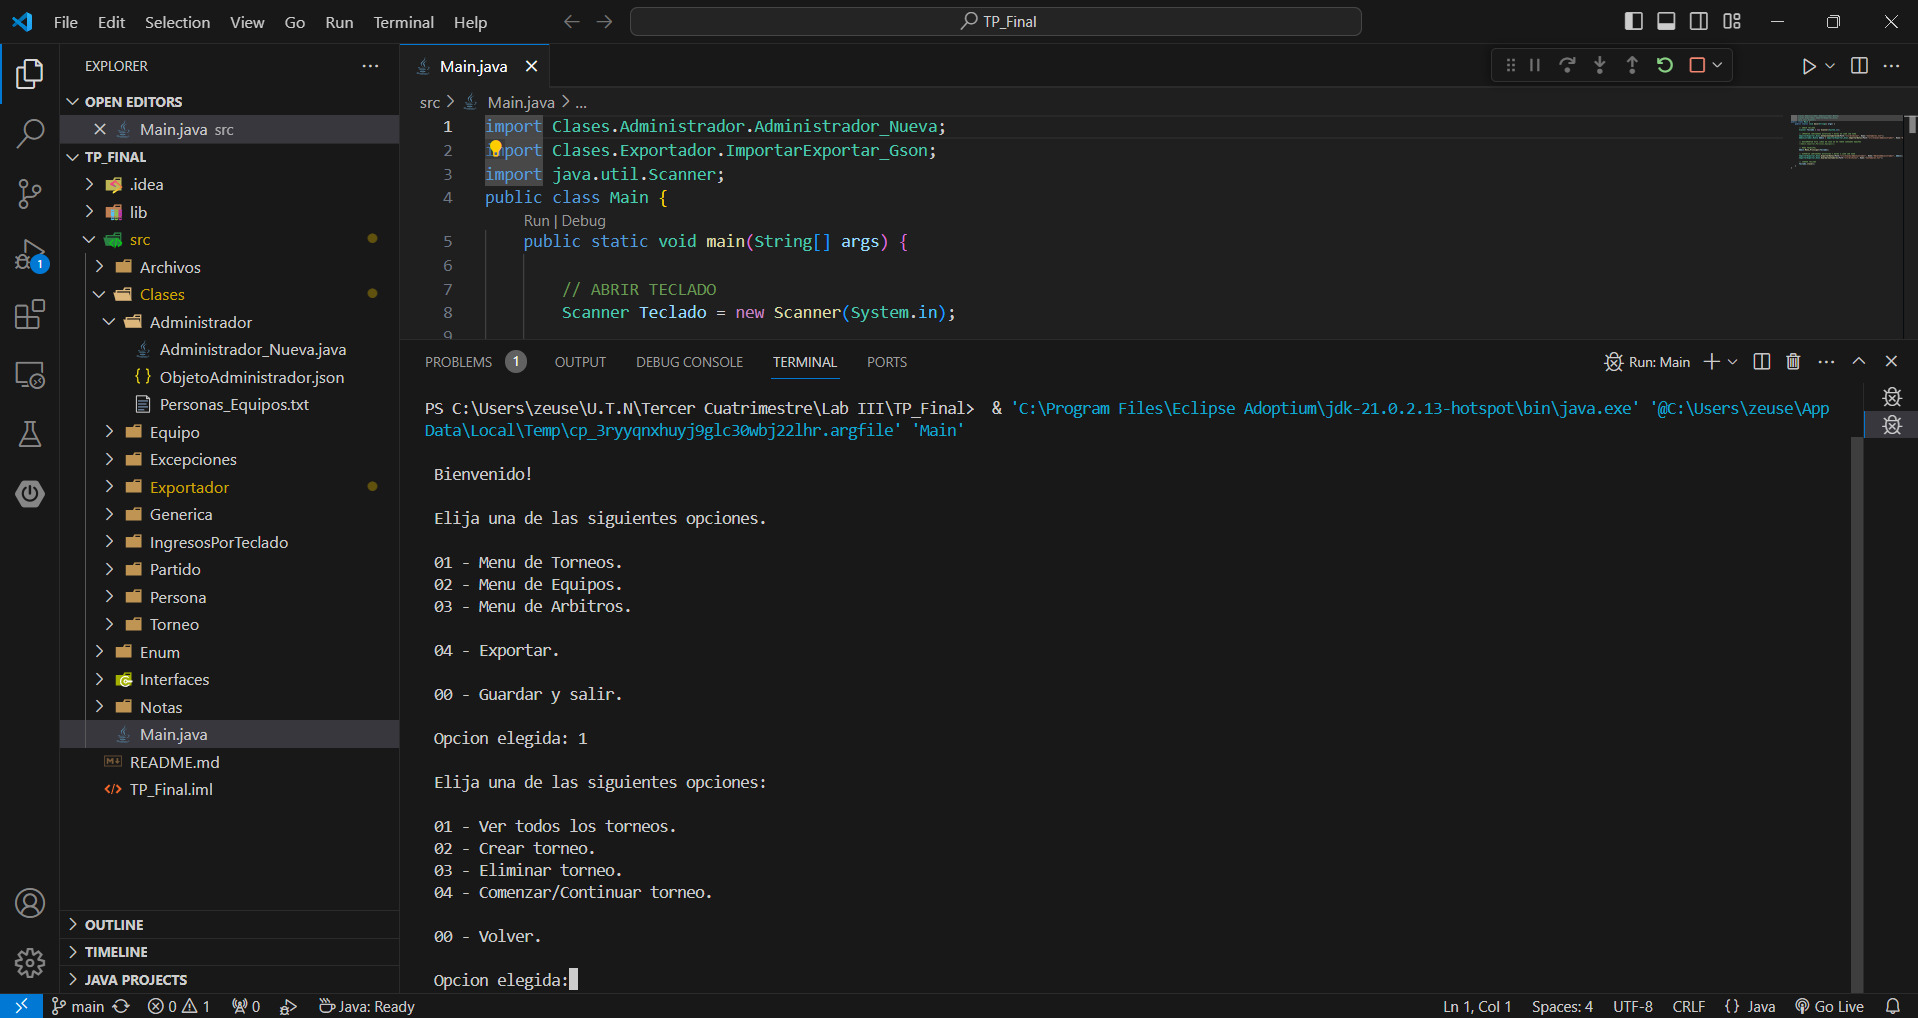 File Edit Selection View Go Run Terminal Help
TP_Final
EXPLORER
OPEN EDITORS
Main.java src
TP_FINAL
.idea
lib
src
Archivos
Clases
Administrador
Administrador_Nueva.java
{} ObjetoAdministrador.json
Personas_Equipos.txt
Equipo
Excepciones
Exportador
Generica
IngresosPorTeclado
Partido
Persona
Torneo
Enum
Interfaces
Notas
Main.java
README.md
TP_Final.iml
OUTLINE
TIMELINE
JAVA PROJECTS
1
Main.java
src > Main.java > ...
1 import Clases.Administrador.Administrador_Nueva;
2 import Clases.Exportador.ImportarExportar_Gson;
3 import java.util.Scanner;
4 public class Main {
Run | Debug
5 public static void main(String[] args) {
6
7 // ABRIR TECLADO
8 Scanner Teclado = new Scanner(System.in);
9
PROBLEMS 1 OUTPUT DEBUG CONSOLE TERMINAL PORTS
Run: Main
PS C:\Users\zeuse\U.T.N\Tercer Cuatrimestre\Lab III\TP_Final> & 'C:\Program Files\Eclipse Adoptium\jdk-21.0.2.13-hotspot\bin\java.exe' '@C:\Users\zeuse\App
Data\Local\Temp\cp_3ryyqnxhuyj9glc30wbj22lhr.argfile' 'Main'
Bienvenido!
Elija una de las siguientes opciones.
01 - Menu de Torneos.
02 - Menu de Equipos.
03 - Menu de Arbitros.
04 - Exportar.
00 - Guardar y salir.
Opcion elegida: 1
Elija una de las siguientes opciones:
01 - Ver todos los torneos.
02 - Crear torneo.
03 - Eliminar torneo.
04 - Comenzar/Continuar torneo.
00 - Volver.
Opcion elegida:
main 0 1 0 Java: Ready
Ln 1, Col 1 Spaces: 4 UTF-8 CRLF {} Java Go Live